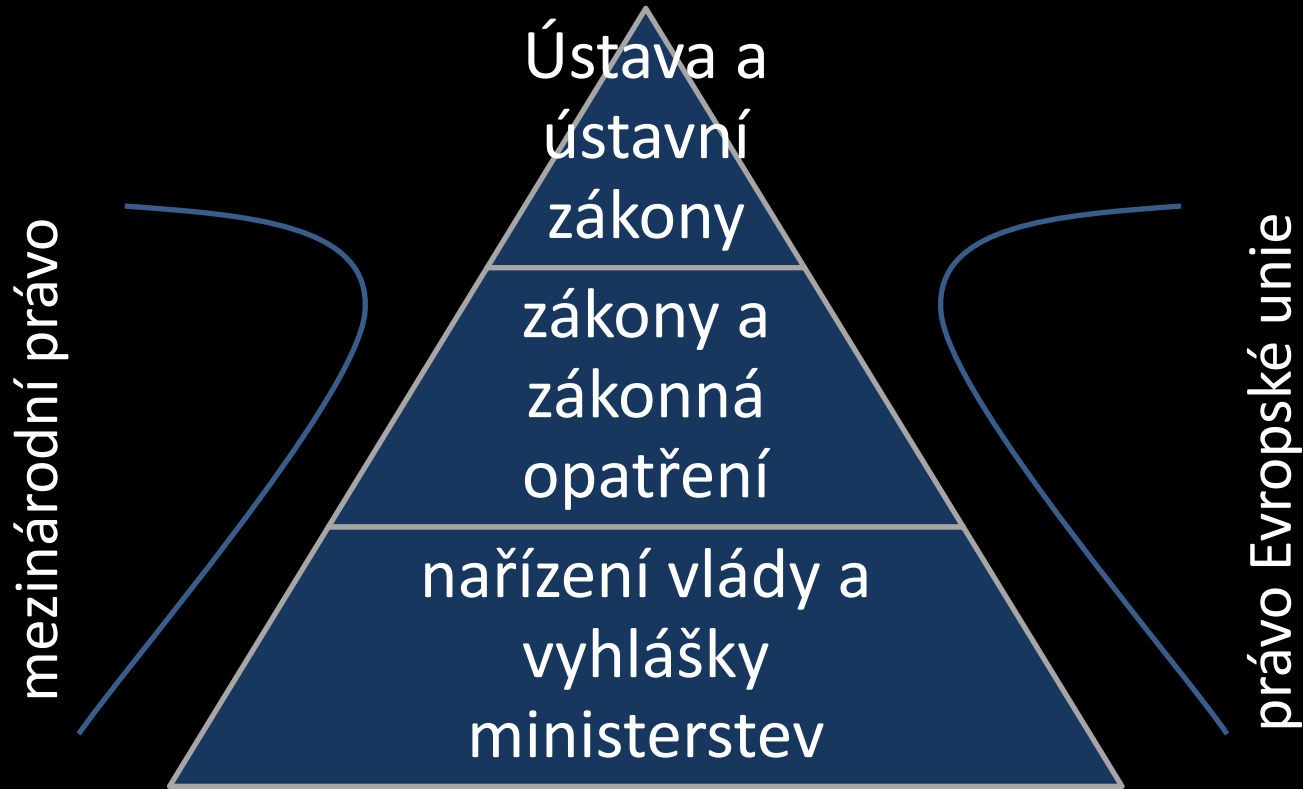 Ústava a
ústavní
zákony
zákony a
zákonná
opatření
nařízení vlády a
vyhlášky
ministerstev
mezinárodní právo
právo Evropské unie